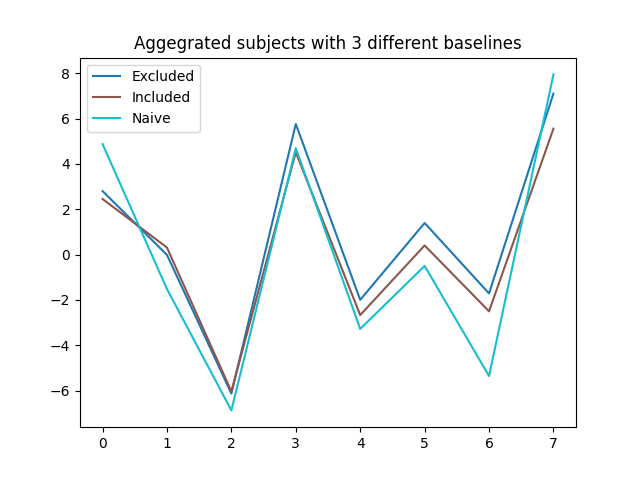 Aggegrated subjects with 3 different baselines
Excluded
Included
Naive
8
6
4
2
0
−2
−4
−6
0 1 2 3 4 5 6 7